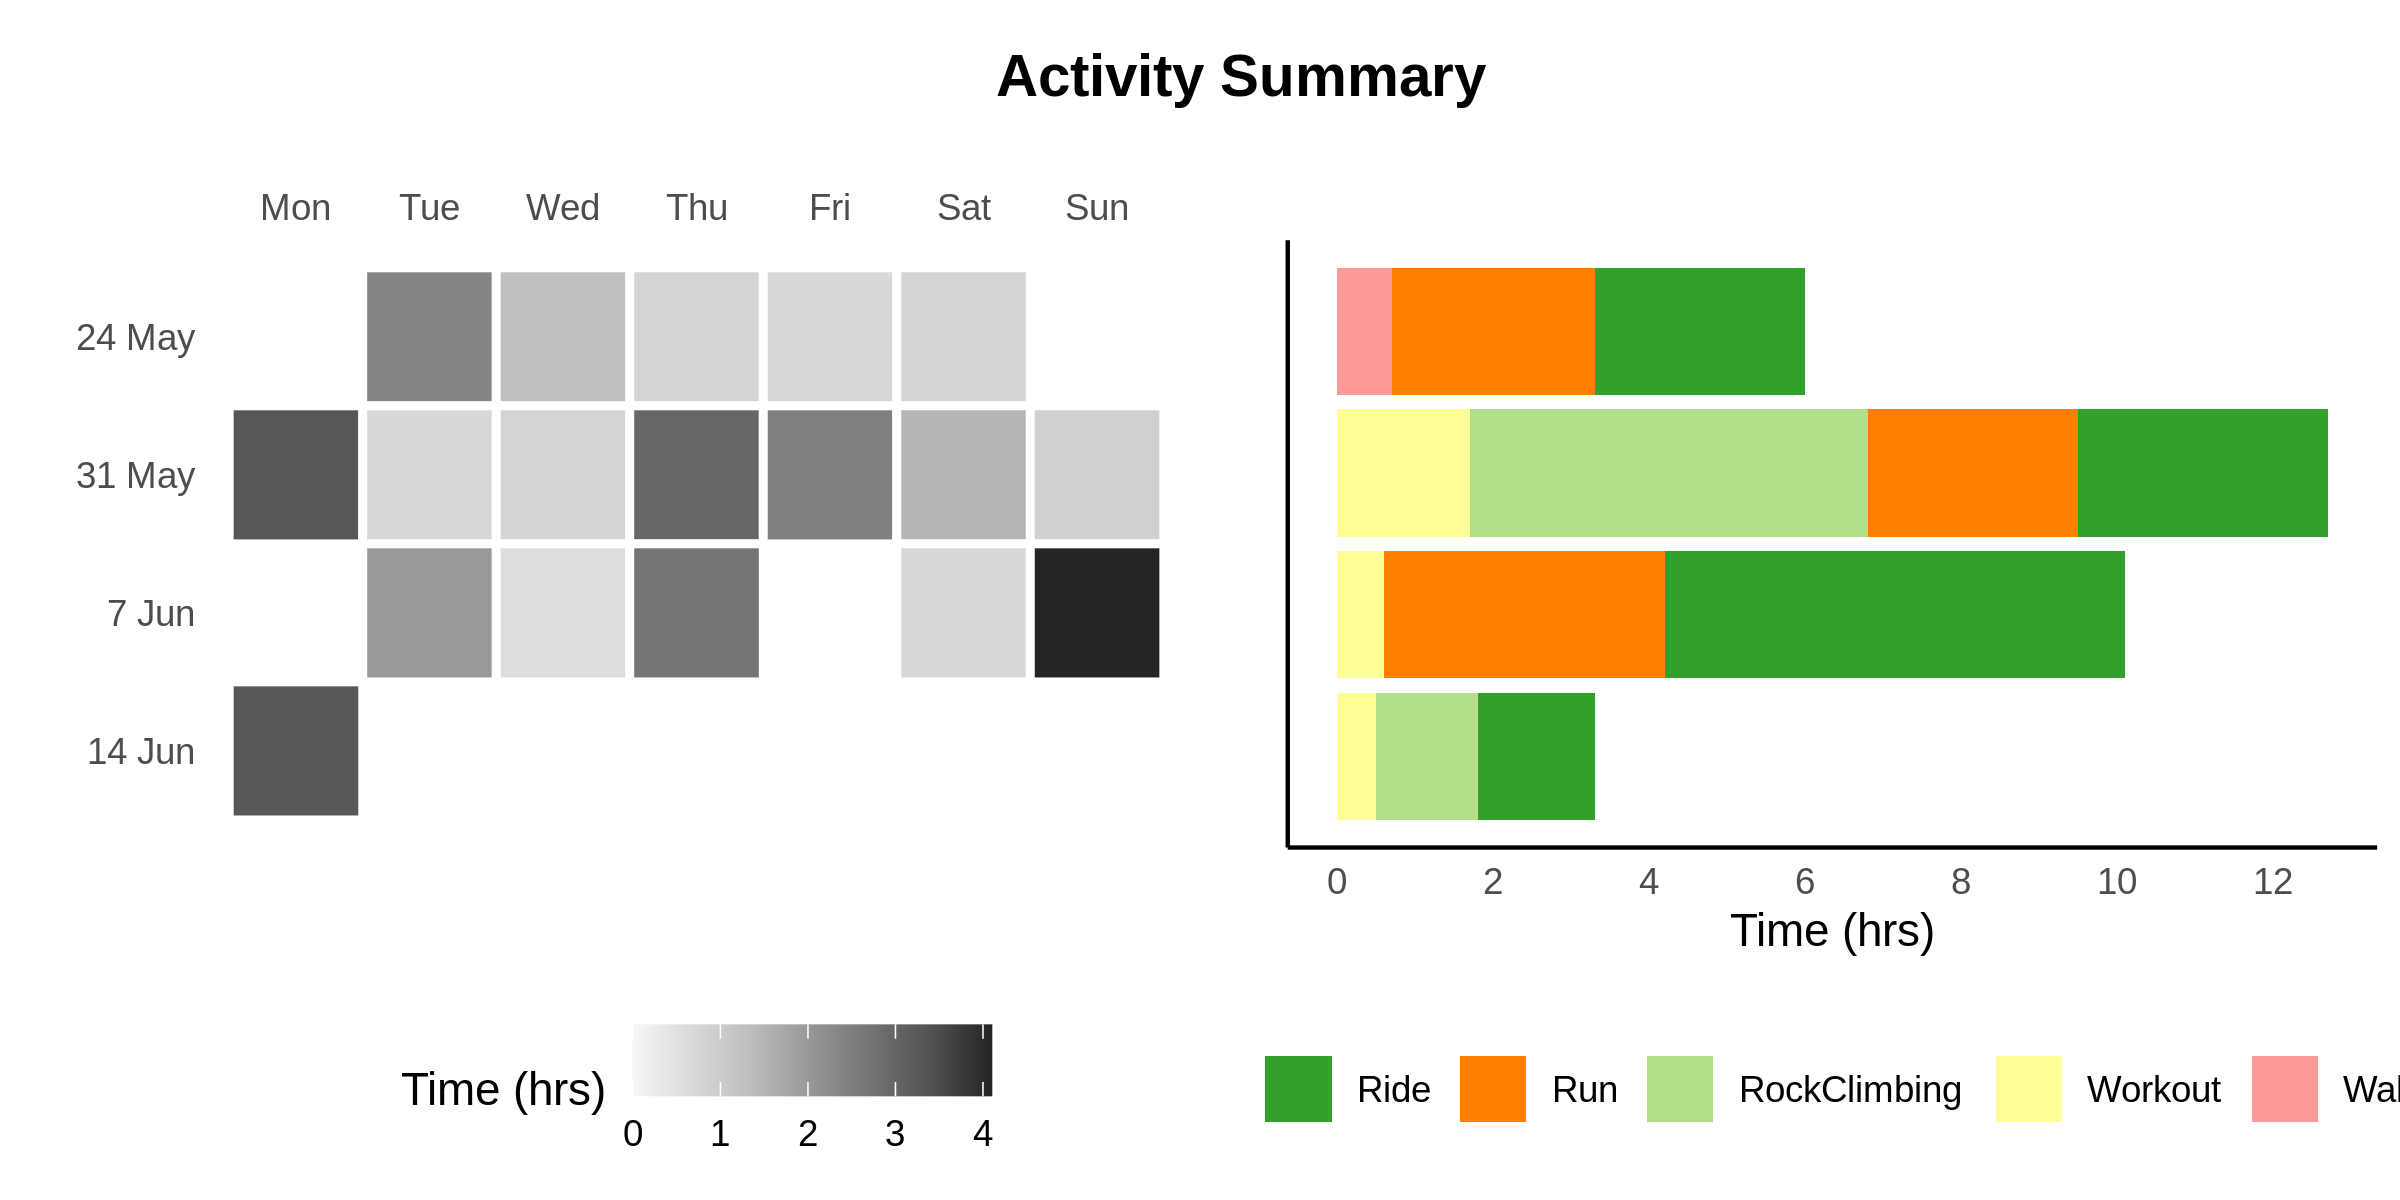 Activity Summary
Mon Tue Wed Thu Fri Sat Sun
24 May
31 May
7 Jun
14 Jun
0 2 4 6 8 10 12
Time (hrs)
Time (hrs)
0 1 2 3 4
Ride Run RockClimbing Workout